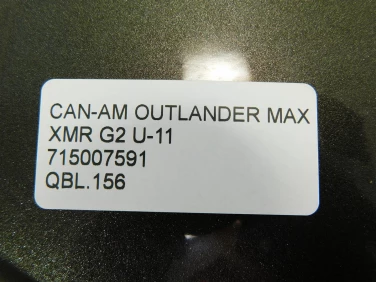 CAN-AM OUTLANDER MAX
XMR G2 U-11
715007591
QBL.156